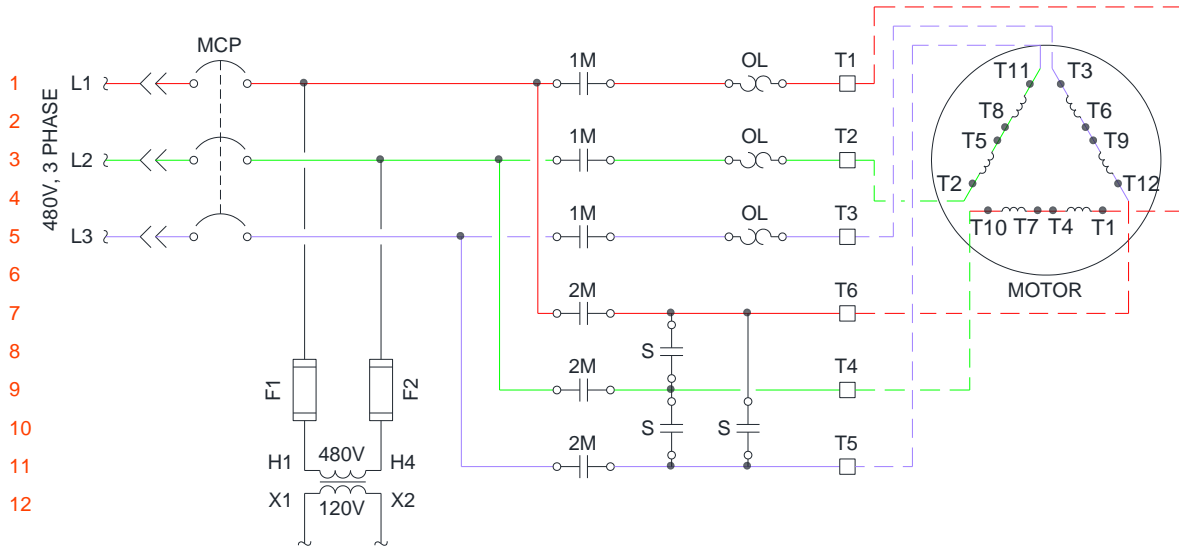 480V, 3 PHASE
MCP
1 L1 1M OL T1
2
3 L2 1M OL T2
4
5 L3 1M OL T3
6
7 2M T6
8 S
9 F1 F2 2M T4
10 S S
11 H1 480V H4 2M T5
12 X1 120V X2
T11 T3
T8 T6
T5 T9
T2 T12
T10 T7 T4 T1
MOTOR